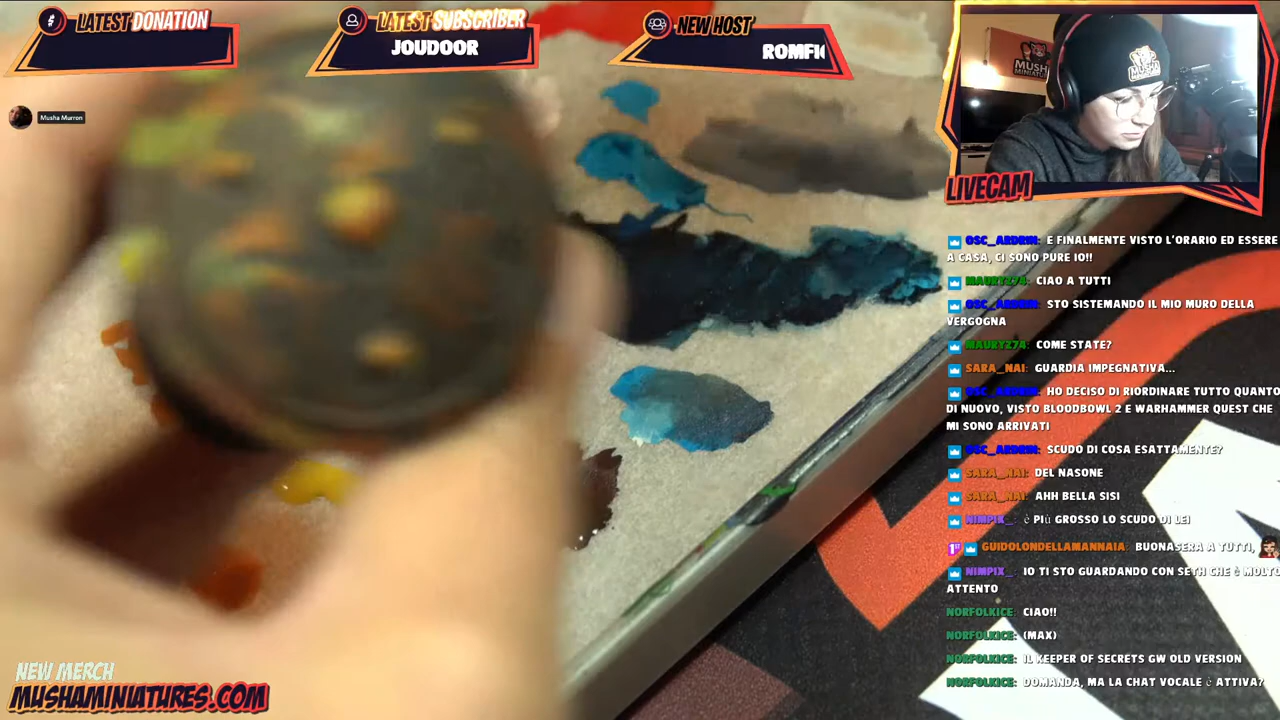 LATEST DONATION
LATEST SUBSCRIBER
JOUDOOR
NEW HOST
ROMFI
Musha Murron
MUSHA
LIVECAM
OSC_ARDRIN: E FINALMENTE VISTO L'ORARIO ED ESSERE
A CASA, CI SONO PURE IO!!
MAURYZ74: CIAO A TUTTI
OSC_ARDRIN: STO SISTEMANDO IL MIO MURO DELLA
VERGOGNA
MAURYZ74: COME STATE?
SARA_NAI: GUARDIA IMPEGNATIVA...
OSC_ARDRIN: HO DECISO DI RIORDINARE TUTTO QUANTO
DI NUOVO, VISTO BLOODBOWL 2 E WARHAMMER QUEST CHE
MI SONO ARRIVATI
OSC_ARDRIN: SCUDO DI COSA ESATTAMENTE?
SARA_NAI: DEL NASONE
SARA_NAI: AHH BELLA SISI
NIMPIX_: è PIù GROSSO LO SCUDO DI LEI
1ST GUIDOLONDELLAMANNAIA: BUONASERA A TUTTI,
NIMPIX_: IO TI STO GUARDANDO CON SETH CHE è MOLTO
ATTENTO
NORFOLKICE: CIAO!!
NORFOLKICE: (MAX)
NORFOLKICE: IL KEEPER OF SECRETS GW OLD VERSION
NORFOLKICE: DOMANDA, MA LA CHAT VOCALE è ATTIVA?
NEW MERCH
MUSHAMINIATURES.COM